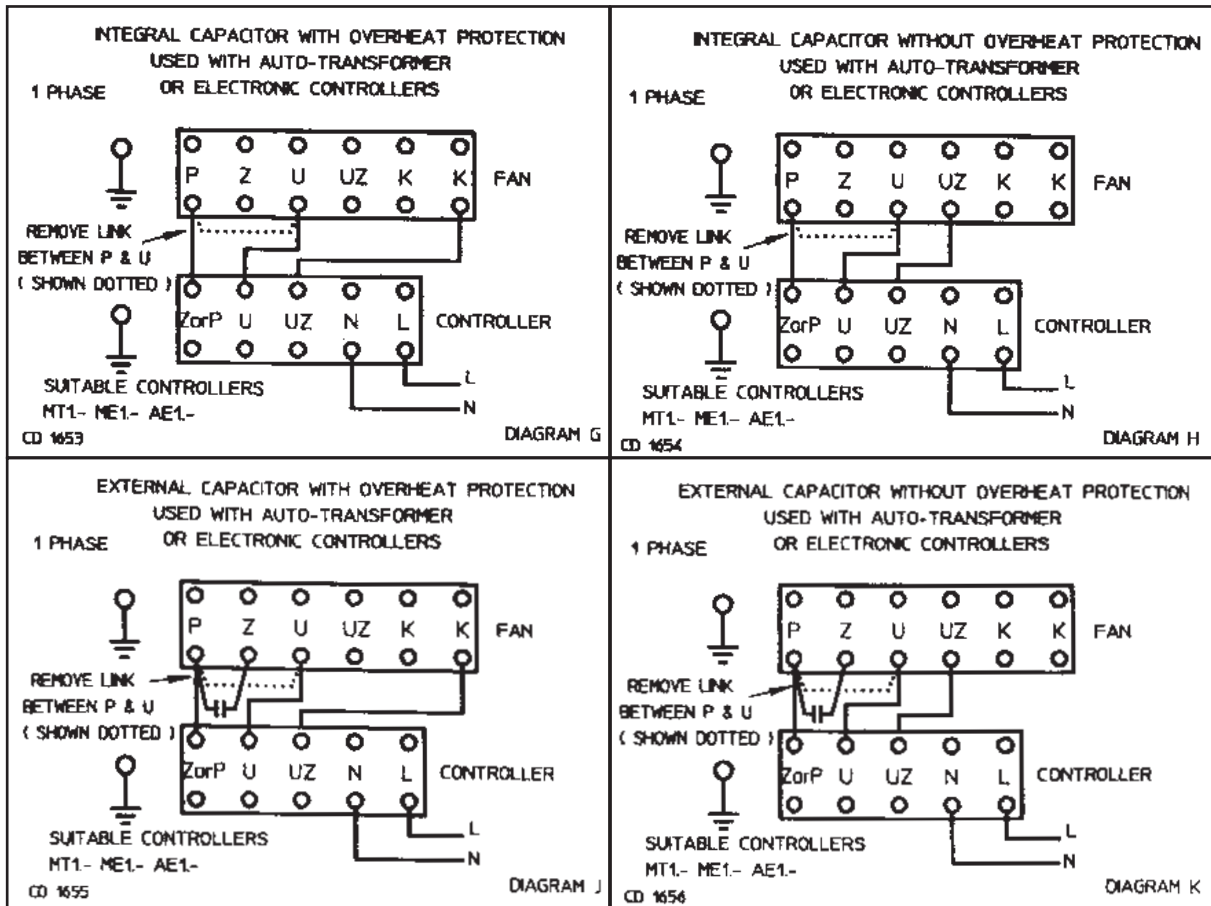 INTEGRAL CAPACITOR WITH OVERHEAT PROTECTION
USED WITH AUTO-TRANSFORMER
1 PHASE OR ELECTRONIC CONTROLLERS
P Z U UZ K K FAN
REMOVE LINK
BETWEEN P & U
( SHOWN DOTTED )
ZorP U UZ N L CONTROLLER
SUITABLE CONTROLLERS
L
MT1.- ME1.- AE1.-
N
CD 1653
DIAGRAM G
INTEGRAL CAPACITOR WITHOUT OVERHEAT PROTECTION
USED WITH AUTO-TRANSFORMER
1 PHASE OR ELECTRONIC CONTROLLERS
P Z U UZ K K FAN
REMOVE LINK
BETWEEN P & U
( SHOWN DOTTED )
ZorP U UZ N L CONTROLLER
SUITABLE CONTROLLERS
L
MT1.- ME1.- AE1.-
N
CD 1654
DIAGRAM H
EXTERNAL CAPACITOR WITH OVERHEAT PROTECTION
USED WITH AUTO-TRANSFORMER
1 PHASE OR ELECTRONIC CONTROLLERS
P Z U UZ K K FAN
REMOVE LINK
BETWEEN P & U
( SHOWN DOTTED )
ZorP U UZ N L CONTROLLER
SUITABLE CONTROLLERS
L
MT1.- ME1.- AE1.-
N
CD 1655
DIAGRAM J
EXTERNAL CAPACITOR WITHOUT OVERHEAT PROTECTION
USED WITH AUTO-TRANSFORMER
1 PHASE OR ELECTRONIC CONTROLLERS
P Z U UZ K K FAN
REMOVE LINK
BETWEEN P & U
( SHOWN DOTTED )
ZorP U UZ N L CONTROLLER
SUITABLE CONTROLLERS
L
MT1.- ME1.- AE1.-
N
CD 1656
DIAGRAM K